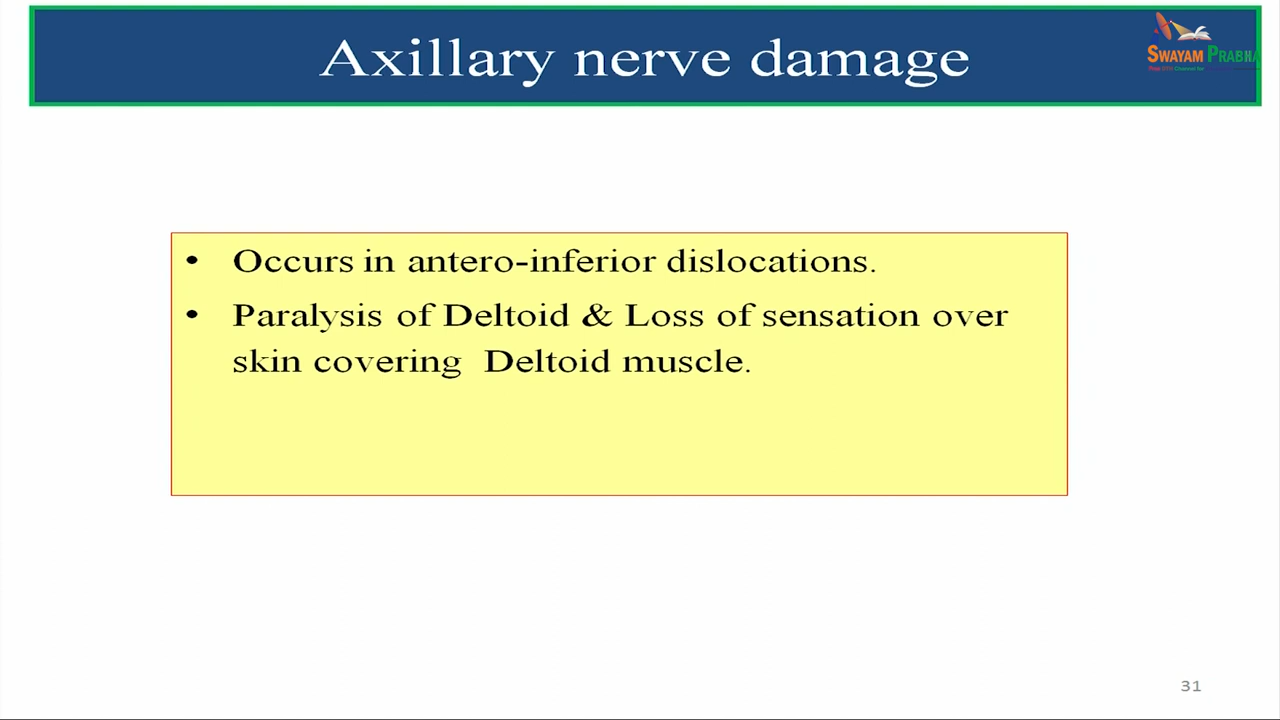 Axillary nerve damage
SWAYAM PRABHA
• Occurs in antero-inferior dislocations.
• Paralysis of Deltoid & Loss of sensation over
skin covering Deltoid muscle.
31